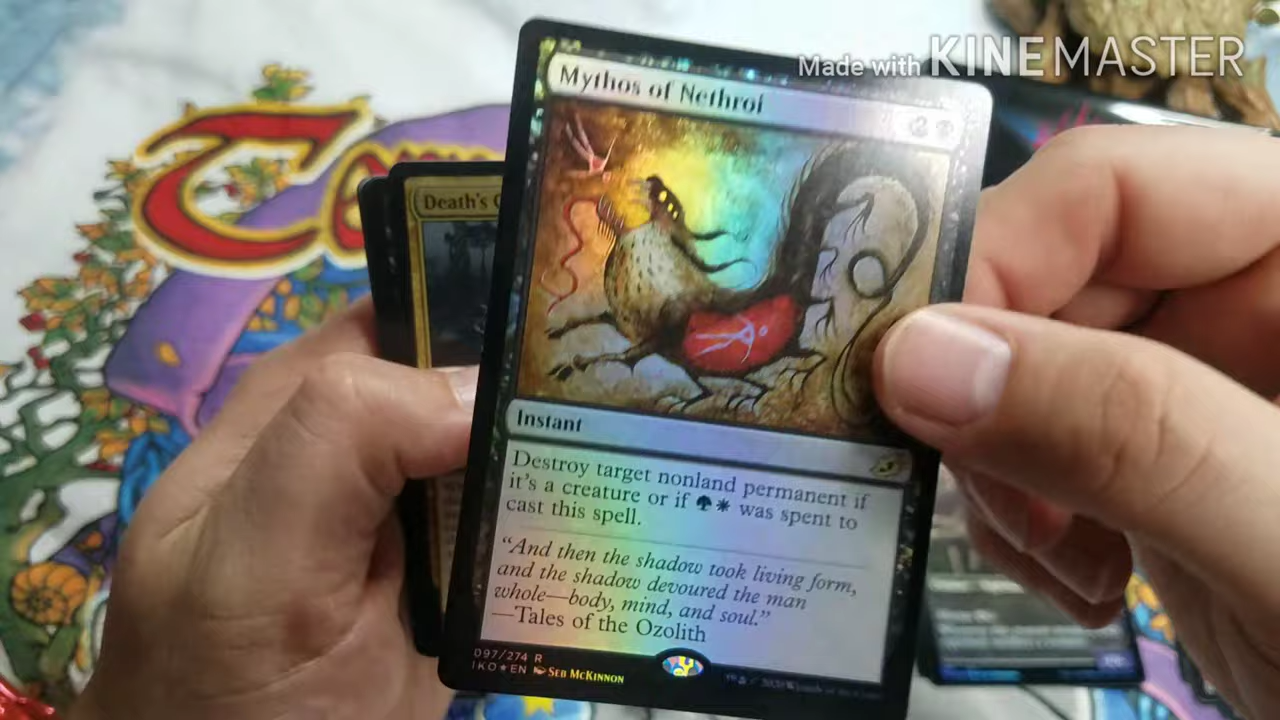 Made with KINEMASTER
Mythos of Nethroi
Death's
Instant
Destroy target nonland permanent if
it's a creature or if was spent to
cast this spell.
"And then the shadow took living form,
and the shadow devoured the man
whole—body, mind, and soul."
—Tales of the Ozolith
097/274 R
IKO★EN SEB MCKINNON